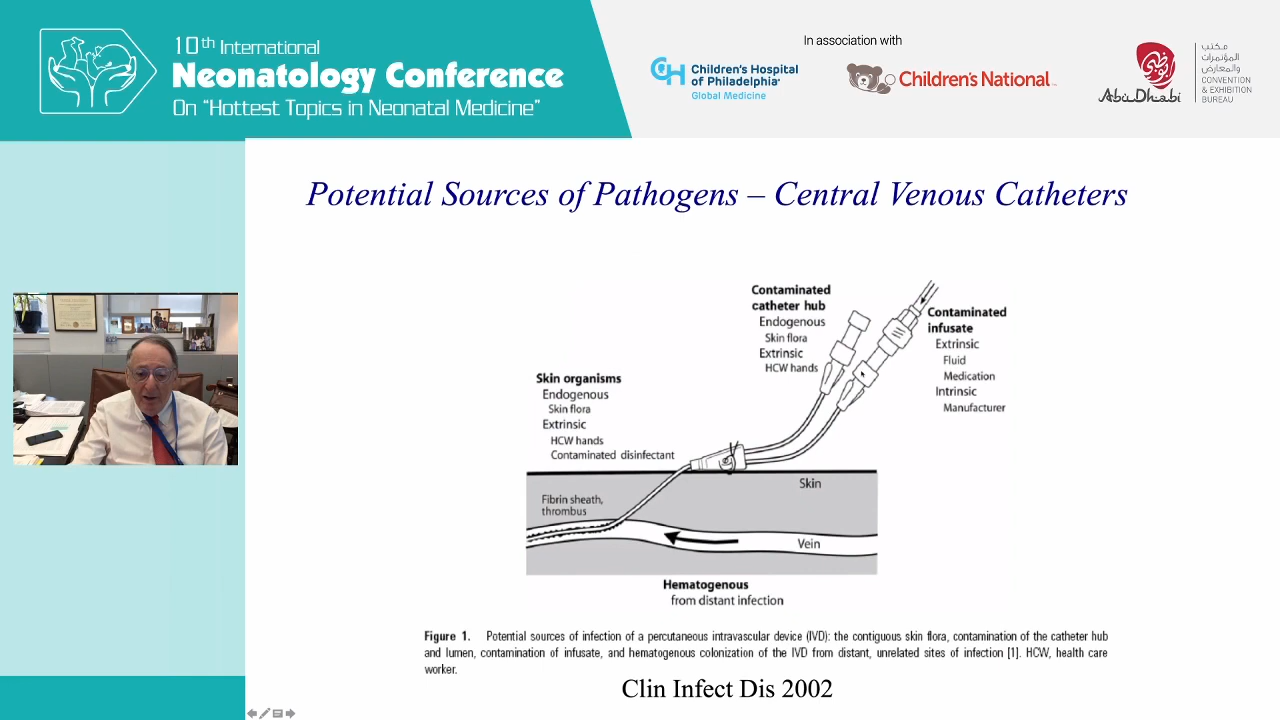 10th International
Neonatology Conference
On "Hottest Topics in Neonatal Medicine"
In association with
CH Children's Hospital
of Philadelphia
Global Medicine
Children's National
Abu Dhabi
أبوظبي
مكتب
المؤتمرات
والمعارض
CONVENTION
& EXHIBITION
BUREAU
Potential Sources of Pathogens – Central Venous Catheters
Contaminated
catheter hub
Endogenous
Skin flora
Extrinsic
HCW hands
Contaminated
infusate
Extrinsic
Fluid
Medication
Intrinsic
Manufacturer
Skin organisms
Endogenous
Skin flora
Extrinsic
HCW hands
Contaminated disinfectant
Skin
Fibrin sheath,
thrombus
Vein
Hematogenous
from distant infection
Figure 1. Potential sources of infection of a percutaneous intravascular device (IVD): the contiguous skin flora, contamination of the catheter hub
and lumen, contamination of infusate, and hematogenous colonization of the IVD from distant, unrelated sites of infection [1]. HCW, health care
worker.
Clin Infect Dis 2002